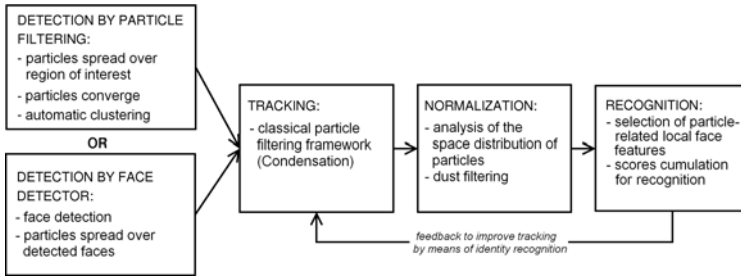 DETECTION BY PARTICLE
FILTERING:
- particles spread over
region of interest
- particles converge
- automatic clustering
OR
DETECTION BY FACE
DETECTOR:
- face detection
- particles spread over
detected faces
TRACKING:
- classical particle
filtering framework
(Condensation)
NORMALIZATION:
- analysis of the
space distribution of
particles
- dust filtering
RECOGNITION:
- selection of particle-
related local face
features
- scores cumulation
for recognition
feedback to improve tracking
by means of identity recognition